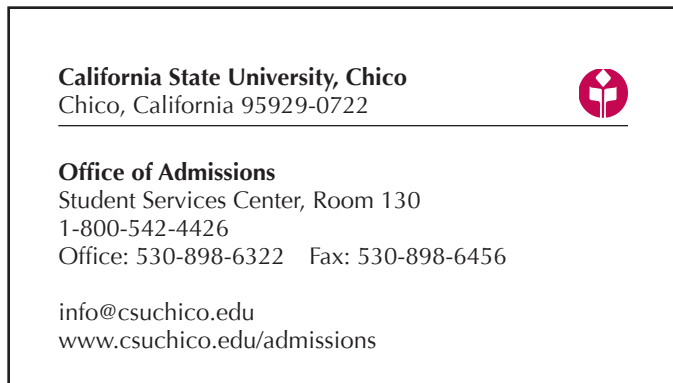 California State University, Chico
Chico, California 95929-0722
Office of Admissions
Student Services Center, Room 130
1-800-542-4426
Office: 530-898-6322 Fax: 530-898-6456
info@csuchico.edu
www.csuchico.edu/admissions